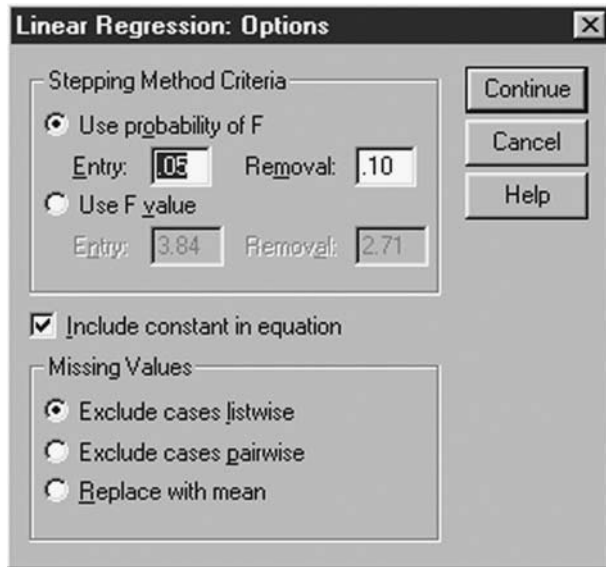 Linear Regression: Options
Stepping Method Criteria
Use probability of F
Entry: .05 Removal: .10
Use F value
Entry: 3.84 Removal: 2.71
Include constant in equation
Missing Values
Exclude cases listwise
Exclude cases pairwise
Replace with mean
Continue
Cancel
Help